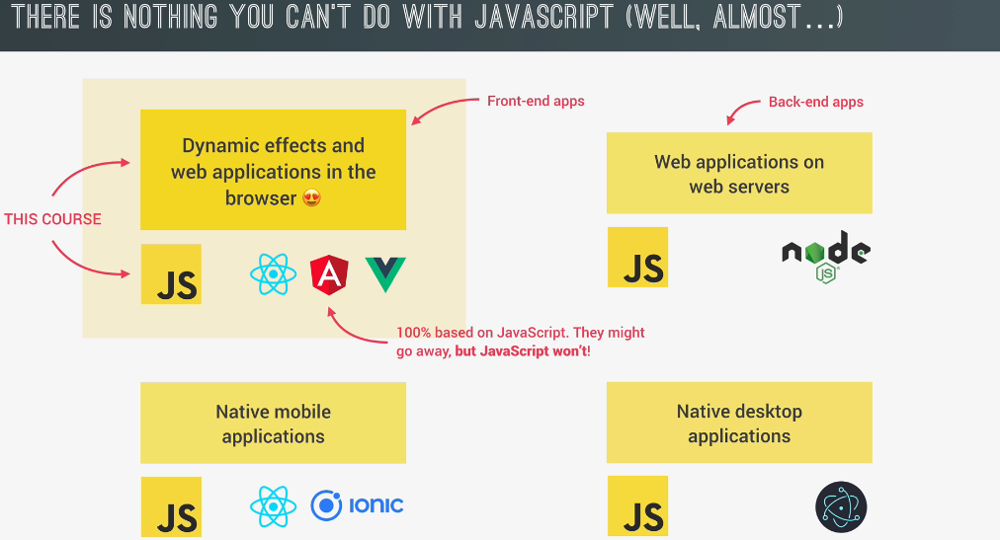 THERE IS NOTHING YOU CAN'T DO WITH JAVASCRIPT (WELL, ALMOST...)
Front-end apps
Dynamic effects and
web applications in the
browser 😍
THIS COURSE
JS
A
100% based on JavaScript. They might
go away, but JavaScript won't!
Back-end apps
Web applications on
web servers
JS
node
JS
Native mobile
applications
JS
IONIC
Native desktop
applications
JS